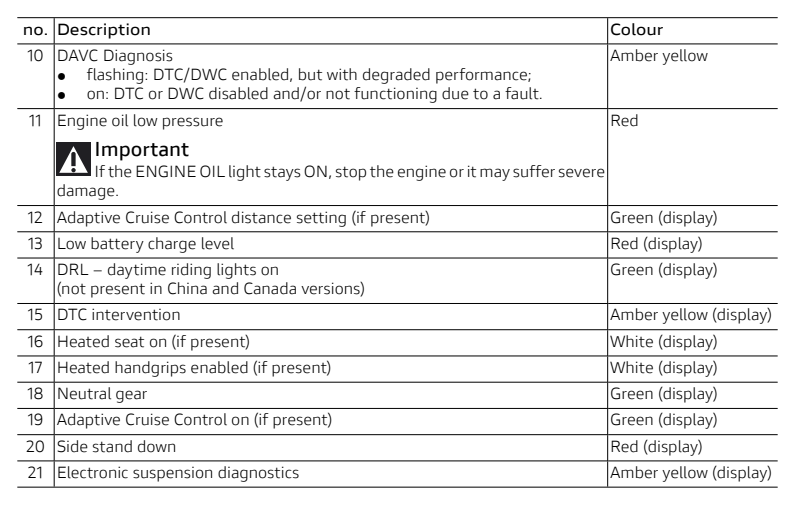 no. Description Colour
10 DAVC Diagnosis Amber yellow
● flashing: DTC/DWC enabled, but with degraded performance;
● on: DTC or DWC disabled and/or not functioning due to a fault.
11 Engine oil low pressure Red
Important
If the ENGINE OIL light stays ON, stop the engine or it may suffer severe
damage.
12 Adaptive Cruise Control distance setting (if present) Green (display)
13 Low battery charge level Red (display)
14 DRL – daytime riding lights on Green (display)
(not present in China and Canada versions)
15 DTC intervention Amber yellow (display)
16 Heated seat on (if present) White (display)
17 Heated handgrips enabled (if present) White (display)
18 Neutral gear Green (display)
19 Adaptive Cruise Control on (if present) Green (display)
20 Side stand down Red (display)
21 Electronic suspension diagnostics Amber yellow (display)